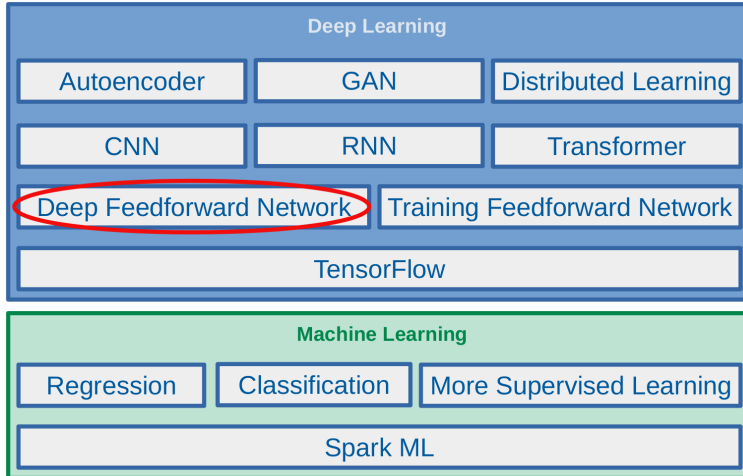 Deep Learning
Autoencoder
GAN
Distributed Learning
CNN
RNN
Transformer
Deep Feedforward Network
Training Feedforward Network
TensorFlow
Machine Learning
Regression
Classification
More Supervised Learning
Spark ML